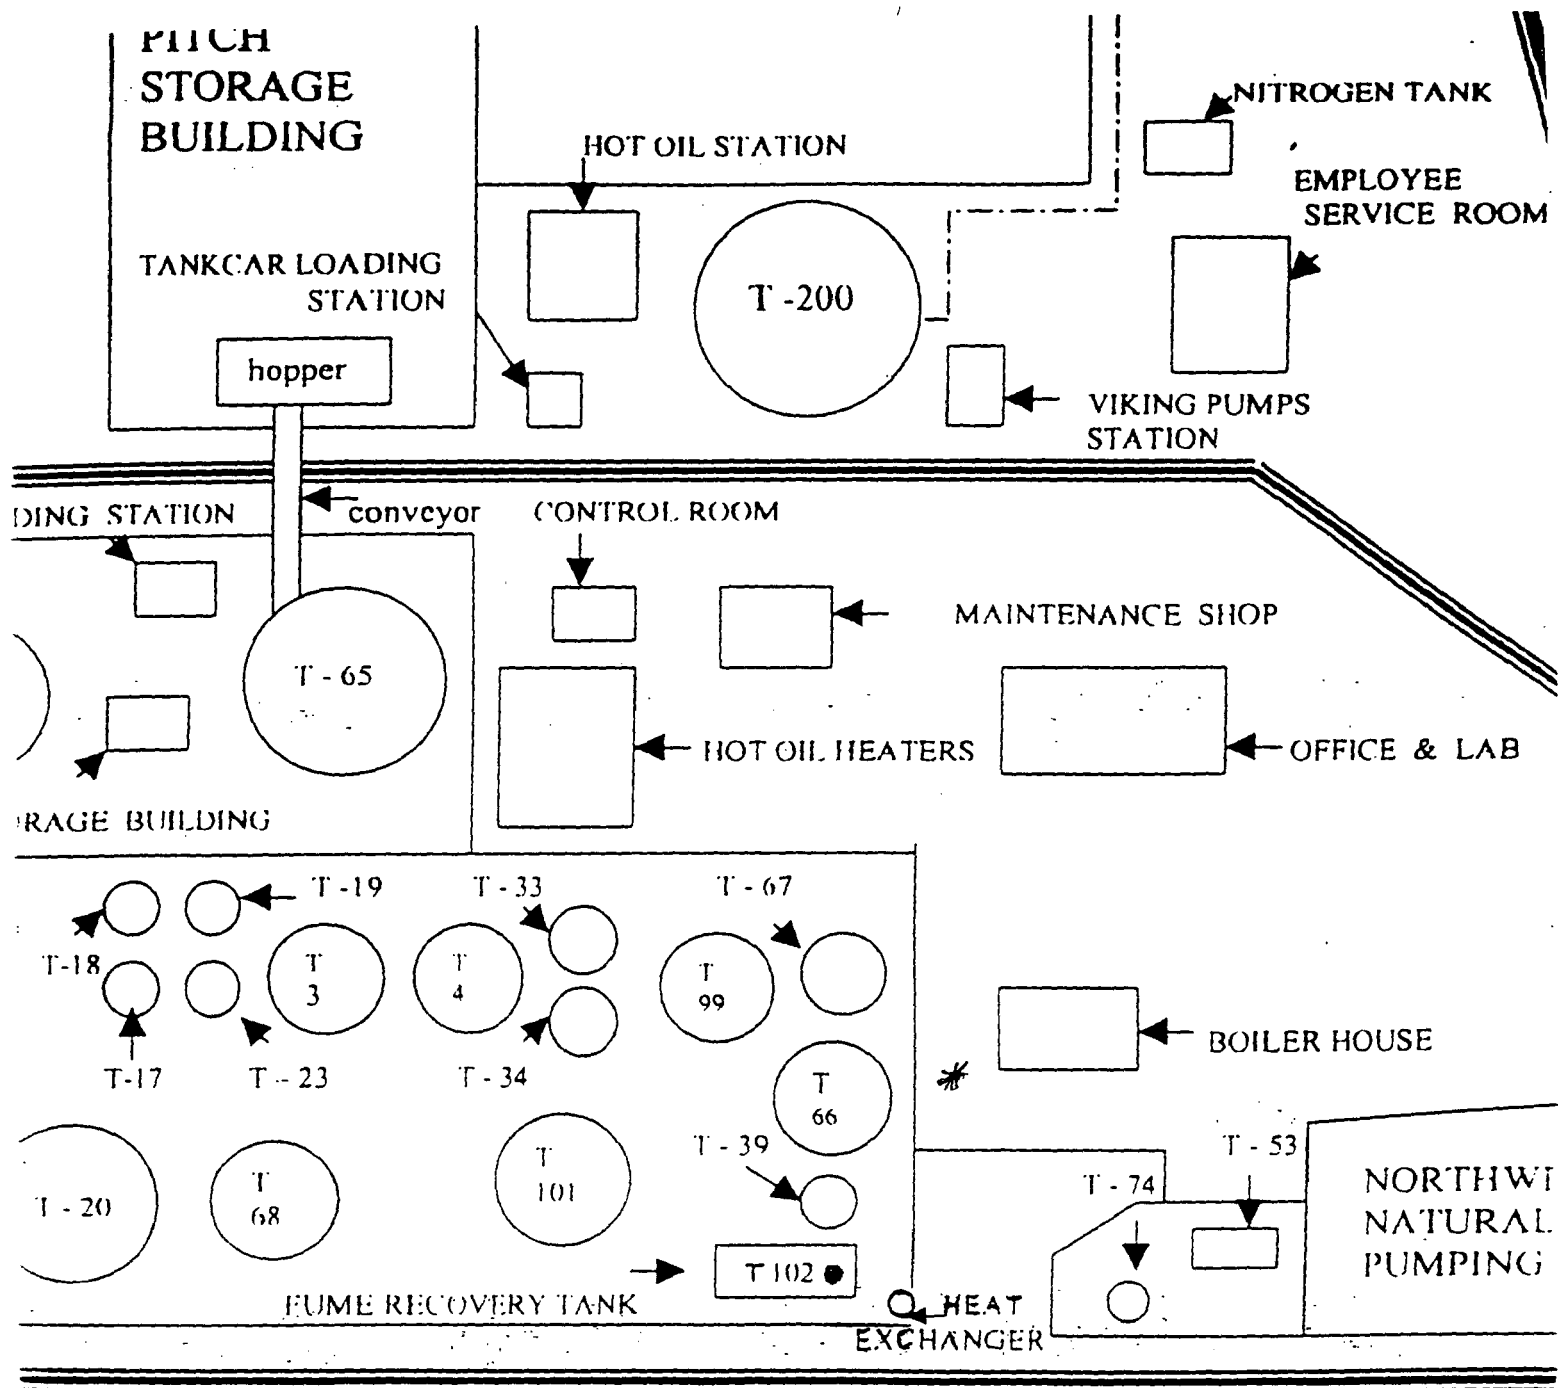 PITCH
STORAGE
BUILDING
NITROGEN TANK
HOT OIL STATION
EMPLOYEE
SERVICE ROOM
TANKCAR LOADING
STATION
T -200
hopper
VIKING PUMPS
STATION
DING STATION
conveyor
CONTROL ROOM
MAINTENANCE SHOP
T - 65
HOT OIL HEATERS
OFFICE & LAB
RAGE BUILDING
T -19
T - 33
T - 67
T-18
T
3
T
4
T
99
BOILER HOUSE
T-17
T - 23
T - 34
T
66
T - 39
T - 53
T - 74
T - 20
T
68
T
101
NORTHWI
NATURAL
PUMPING
T 102
FUME RECOVERY TANK
HEAT
EXCHANGER